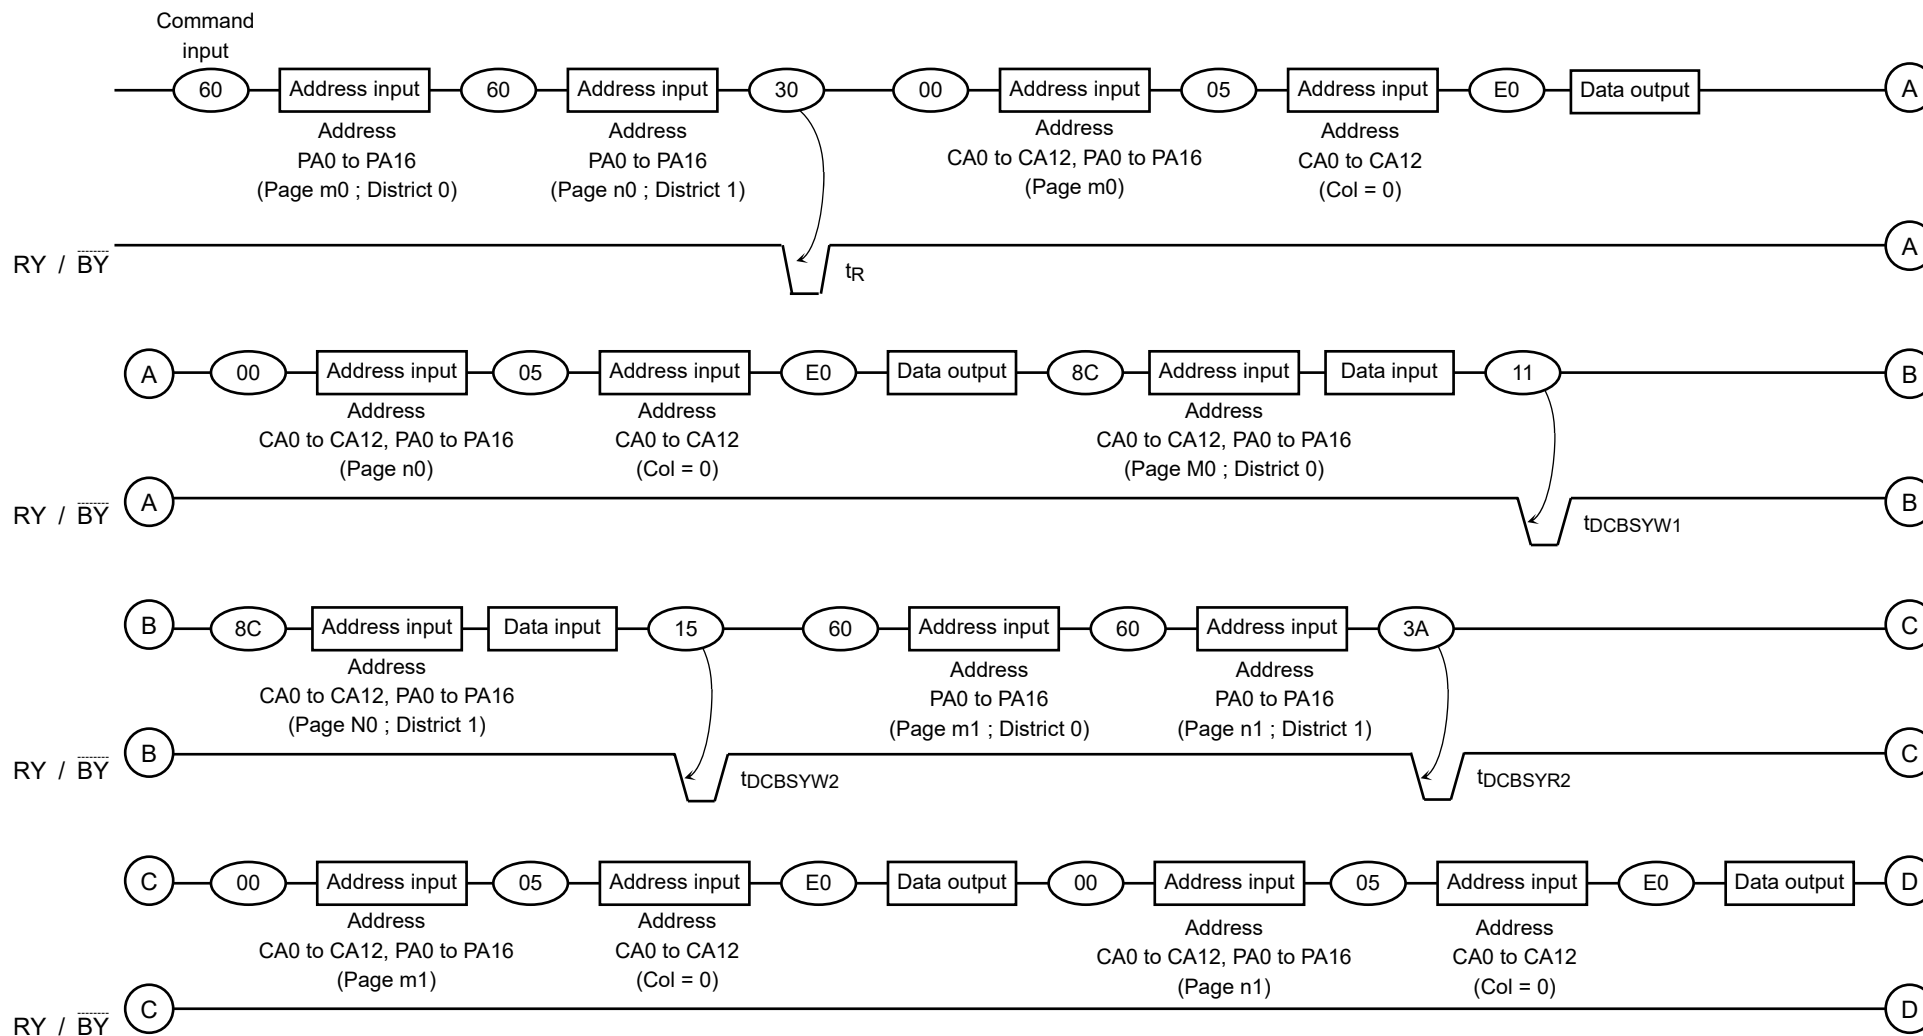 Command
input
60 Address input 60 Address input 30 00 Address input 05 Address input E0 Data output A
Address Address Address Address
PA0 to PA16 PA0 to PA16 CA0 to CA12, PA0 to PA16 CA0 to CA12
(Page m0 ; District 0) (Page n0 ; District 1) (Page m0) (Col = 0)
RY / BY tR A
A 00 Address input 05 Address input E0 Data output 8C Address input Data input 11 B
Address Address Address
CA0 to CA12, PA0 to PA16 CA0 to CA12 CA0 to CA12, PA0 to PA16
(Page n0) (Col = 0) (Page M0 ; District 0)
RY / BY A tDCBSYW1 B
B 8C Address input Data input 15 60 Address input 60 Address input 3A C
Address Address Address
CA0 to CA12, PA0 to PA16 PA0 to PA16 PA0 to PA16
(Page N0 ; District 1) (Page m1 ; District 0) (Page n1 ; District 1)
RY / BY B tDCBSYW2 tDCBSYR2 C
C 00 Address input 05 Address input E0 Data output 00 Address input 05 Address input E0 Data output D
Address Address Address Address
CA0 to CA12, PA0 to PA16 CA0 to CA12 CA0 to CA12, PA0 to PA16 CA0 to CA12
(Page m1) (Col = 0) (Page n1) (Col = 0)
RY / BY C D